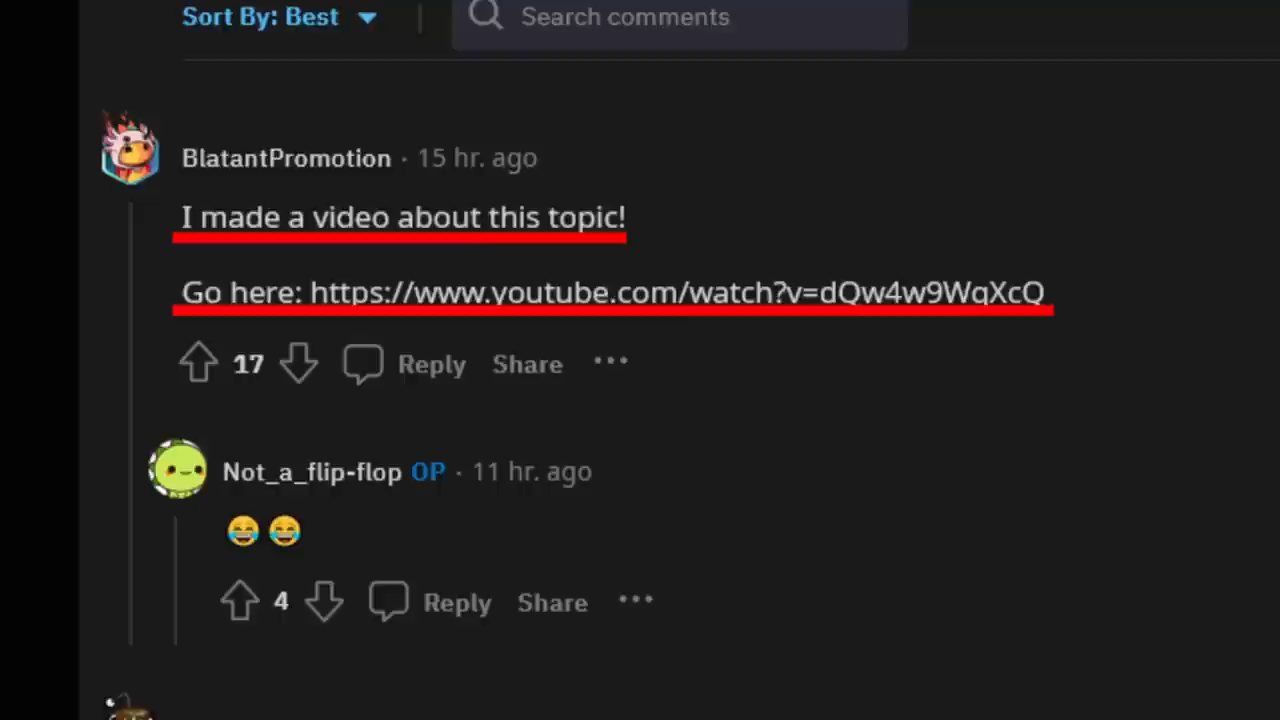 Sort By: Best
Search comments
BlatantPromotion · 15 hr. ago
I made a video about this topic!
Go here: https://www.youtube.com/watch?v=dQw4w9WgXcQ
17 Reply Share ···
Not_a_flip-flop OP · 11 hr. ago
😂😂
4 Reply Share ···